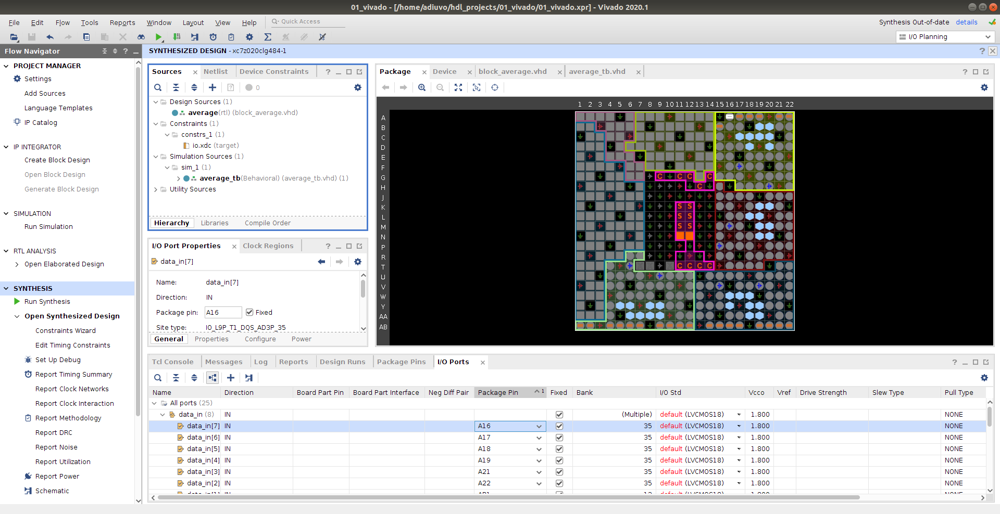 01_vivado - [/home/adiuvo/hdl_projects/01_vivado/01_vivado.xpr] - Vivado 2020.1
File Edit Flow Tools Reports Window Layout View Help Quick Access
Synthesis Out-of-date details
I/O Planning
Flow Navigator
SYNTHESIZED DESIGN - xc7z020clg484-1
PROJECT MANAGER
Settings
Add Sources
Language Templates
IP Catalog
IP INTEGRATOR
Create Block Design
Open Block Design
Generate Block Design
SIMULATION
Run Simulation
RTL ANALYSIS
Open Elaborated Design
SYNTHESIS
Run Synthesis
Open Synthesized Design
Constraints Wizard
Edit Timing Constraints
Set Up Debug
Report Timing Summary
Report Clock Networks
Report Clock Interaction
Report Methodology
Report DRC
Report Noise
Report Utilization
Report Power
Schematic
Sources Netlist Device Constraints
0
Design Sources (1)
average(rtl) (block_average.vhd)
Constraints (1)
constrs_1 (1)
io.xdc (target)
Simulation Sources (1)
sim_1 (1)
average_tb(Behavioral) (average_tb.vhd) (1)
Utility Sources
Hierarchy Libraries Compile Order
I/O Port Properties Clock Regions
data_in[7]
Name: data_in[7]
Direction: IN
Package pin: A16 Fixed
Site type: IO_L9P_T1_DQS_AD3P_35
General Properties Configure Power
Package Device block_average.vhd average_tb.vhd
1 2 3 4 5 6 7 8 9 10 11 12 13 14 15 16 17 18 19 20 21 22
A
B
C
D
E
F
G C C C C
H C
J
K S S
L S S
M S S
N
P
R
T C C C C
U
V
W
Y
AA
AB
Tcl Console Messages Log Reports Design Runs Package Pins I/O Ports
Name Direction Board Part Pin Board Part Interface Neg Diff Pair Package Pin 1 Fixed Bank I/O Std Vcco Vref Drive Strength Slew Type Pull Type
All ports (25)
data_in (8) IN (Multiple) default (LVCMOS18) 1.800 NONE
data_in[7] IN A16 35 default (LVCMOS18) 1.800 NONE
data_in[6] IN A17 35 default (LVCMOS18) 1.800 NONE
data_in[5] IN A18 35 default (LVCMOS18) 1.800 NONE
data_in[4] IN A19 35 default (LVCMOS18) 1.800 NONE
data_in[3] IN A21 35 default (LVCMOS18) 1.800 NONE
data_in[2] IN A22 35 default (LVCMOS18) 1.800 NONE